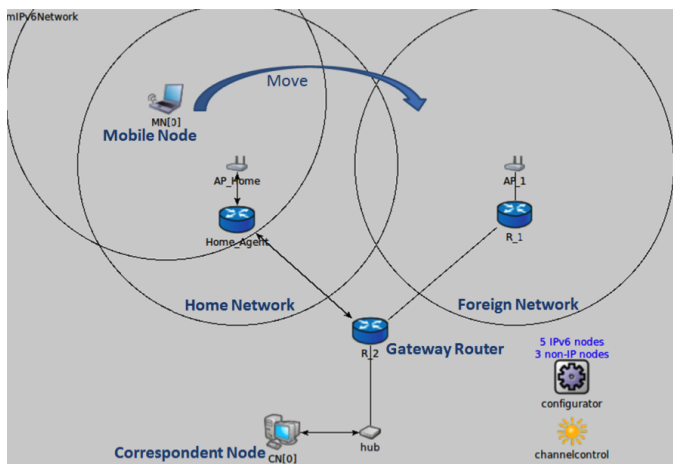 mIPv6Network
Move
MN[0]
Mobile Node
AP_Home
AP_1
Home_Agent
R_1
Home Network
Foreign Network
R_2
Gateway Router
5 IPv6 nodes
3 non-IP nodes
configurator
Correspondent Node
CN[0]
hub
channelcontrol